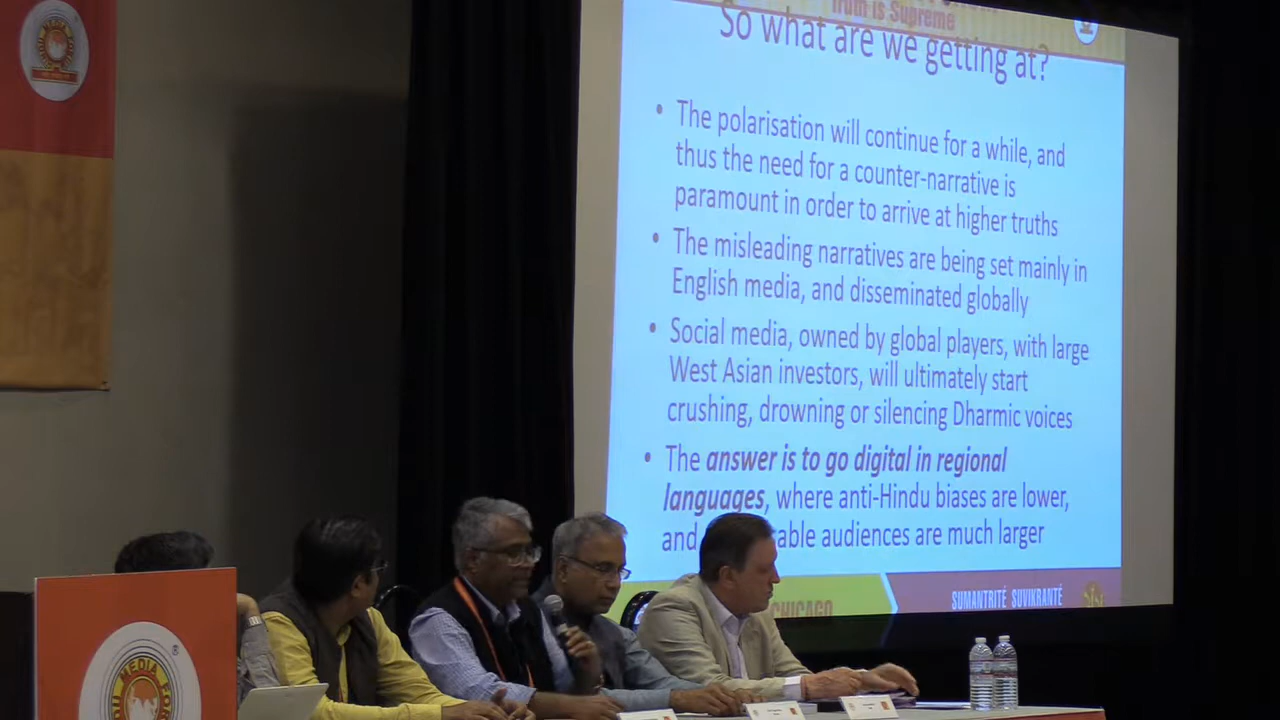 Truth is Supreme
So what are we getting at?
• The polarisation will continue for a while, and
thus the need for a counter-narrative is
paramount in order to arrive at higher truths
• The misleading narratives are being set mainly in
English media, and disseminated globally
• Social media, owned by global players, with large
West Asian investors, will ultimately start
crushing, drowning or silencing Dharmic voices
• The answer is to go digital in regional
languages, where anti-Hindu biases are lower,
and able audiences are much larger
CHICAGO
SUMANTRITÉ SUVIKRANTÉ
MEDIA